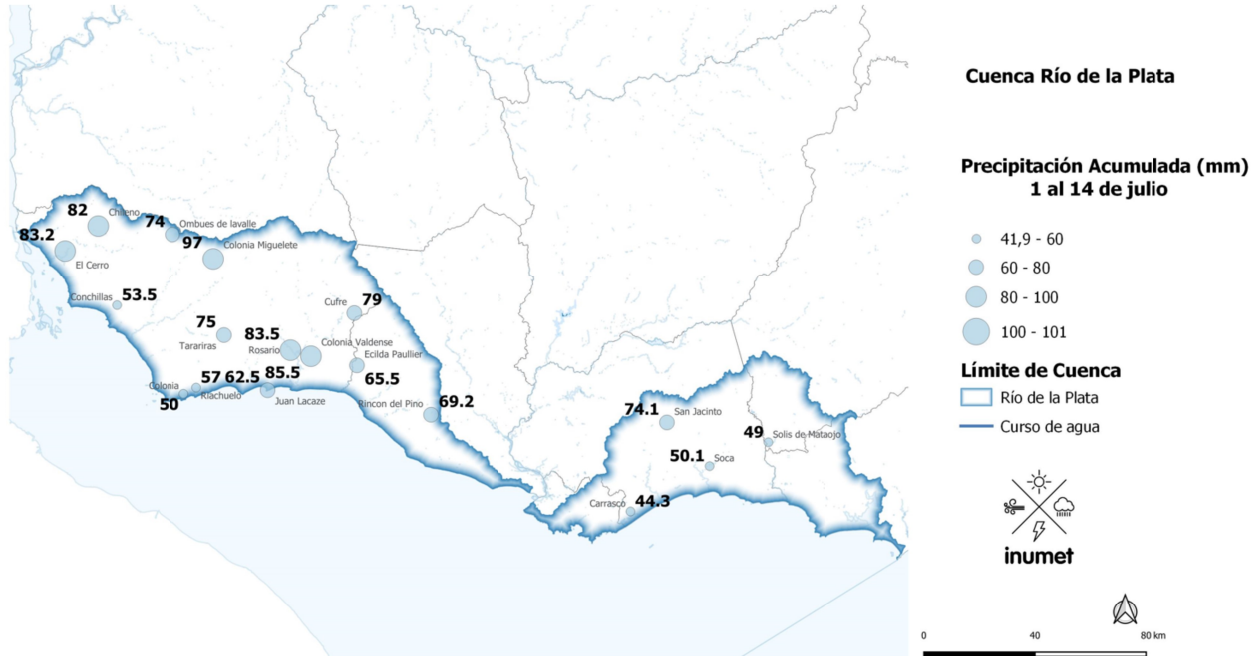 Cuenca Río de la Plata
Precipitación Acumulada (mm)
1 al 14 de julio
41,9 - 60
60 - 80
80 - 100
100 - 101
Límite de Cuenca
Río de la Plata
Curso de agua
inumet
0 40 80 km
82 Chileno
74 Ombues de lavalle
83.2
El Cerro
97 Colonia Miguelete
Conchillas 53.5
Cufre 79
75
Tarariras
83.5
Rosario
Colonia Valdense
85.5
Ecilda Paullier
65.5
Colonia
50
57
Riachuelo
62.5
Juan Lacaze
Rincon del Pino 69.2
74.1 San Jacinto
49 Solis de Mataojo
50.1 Soca
Carrasco 44.3